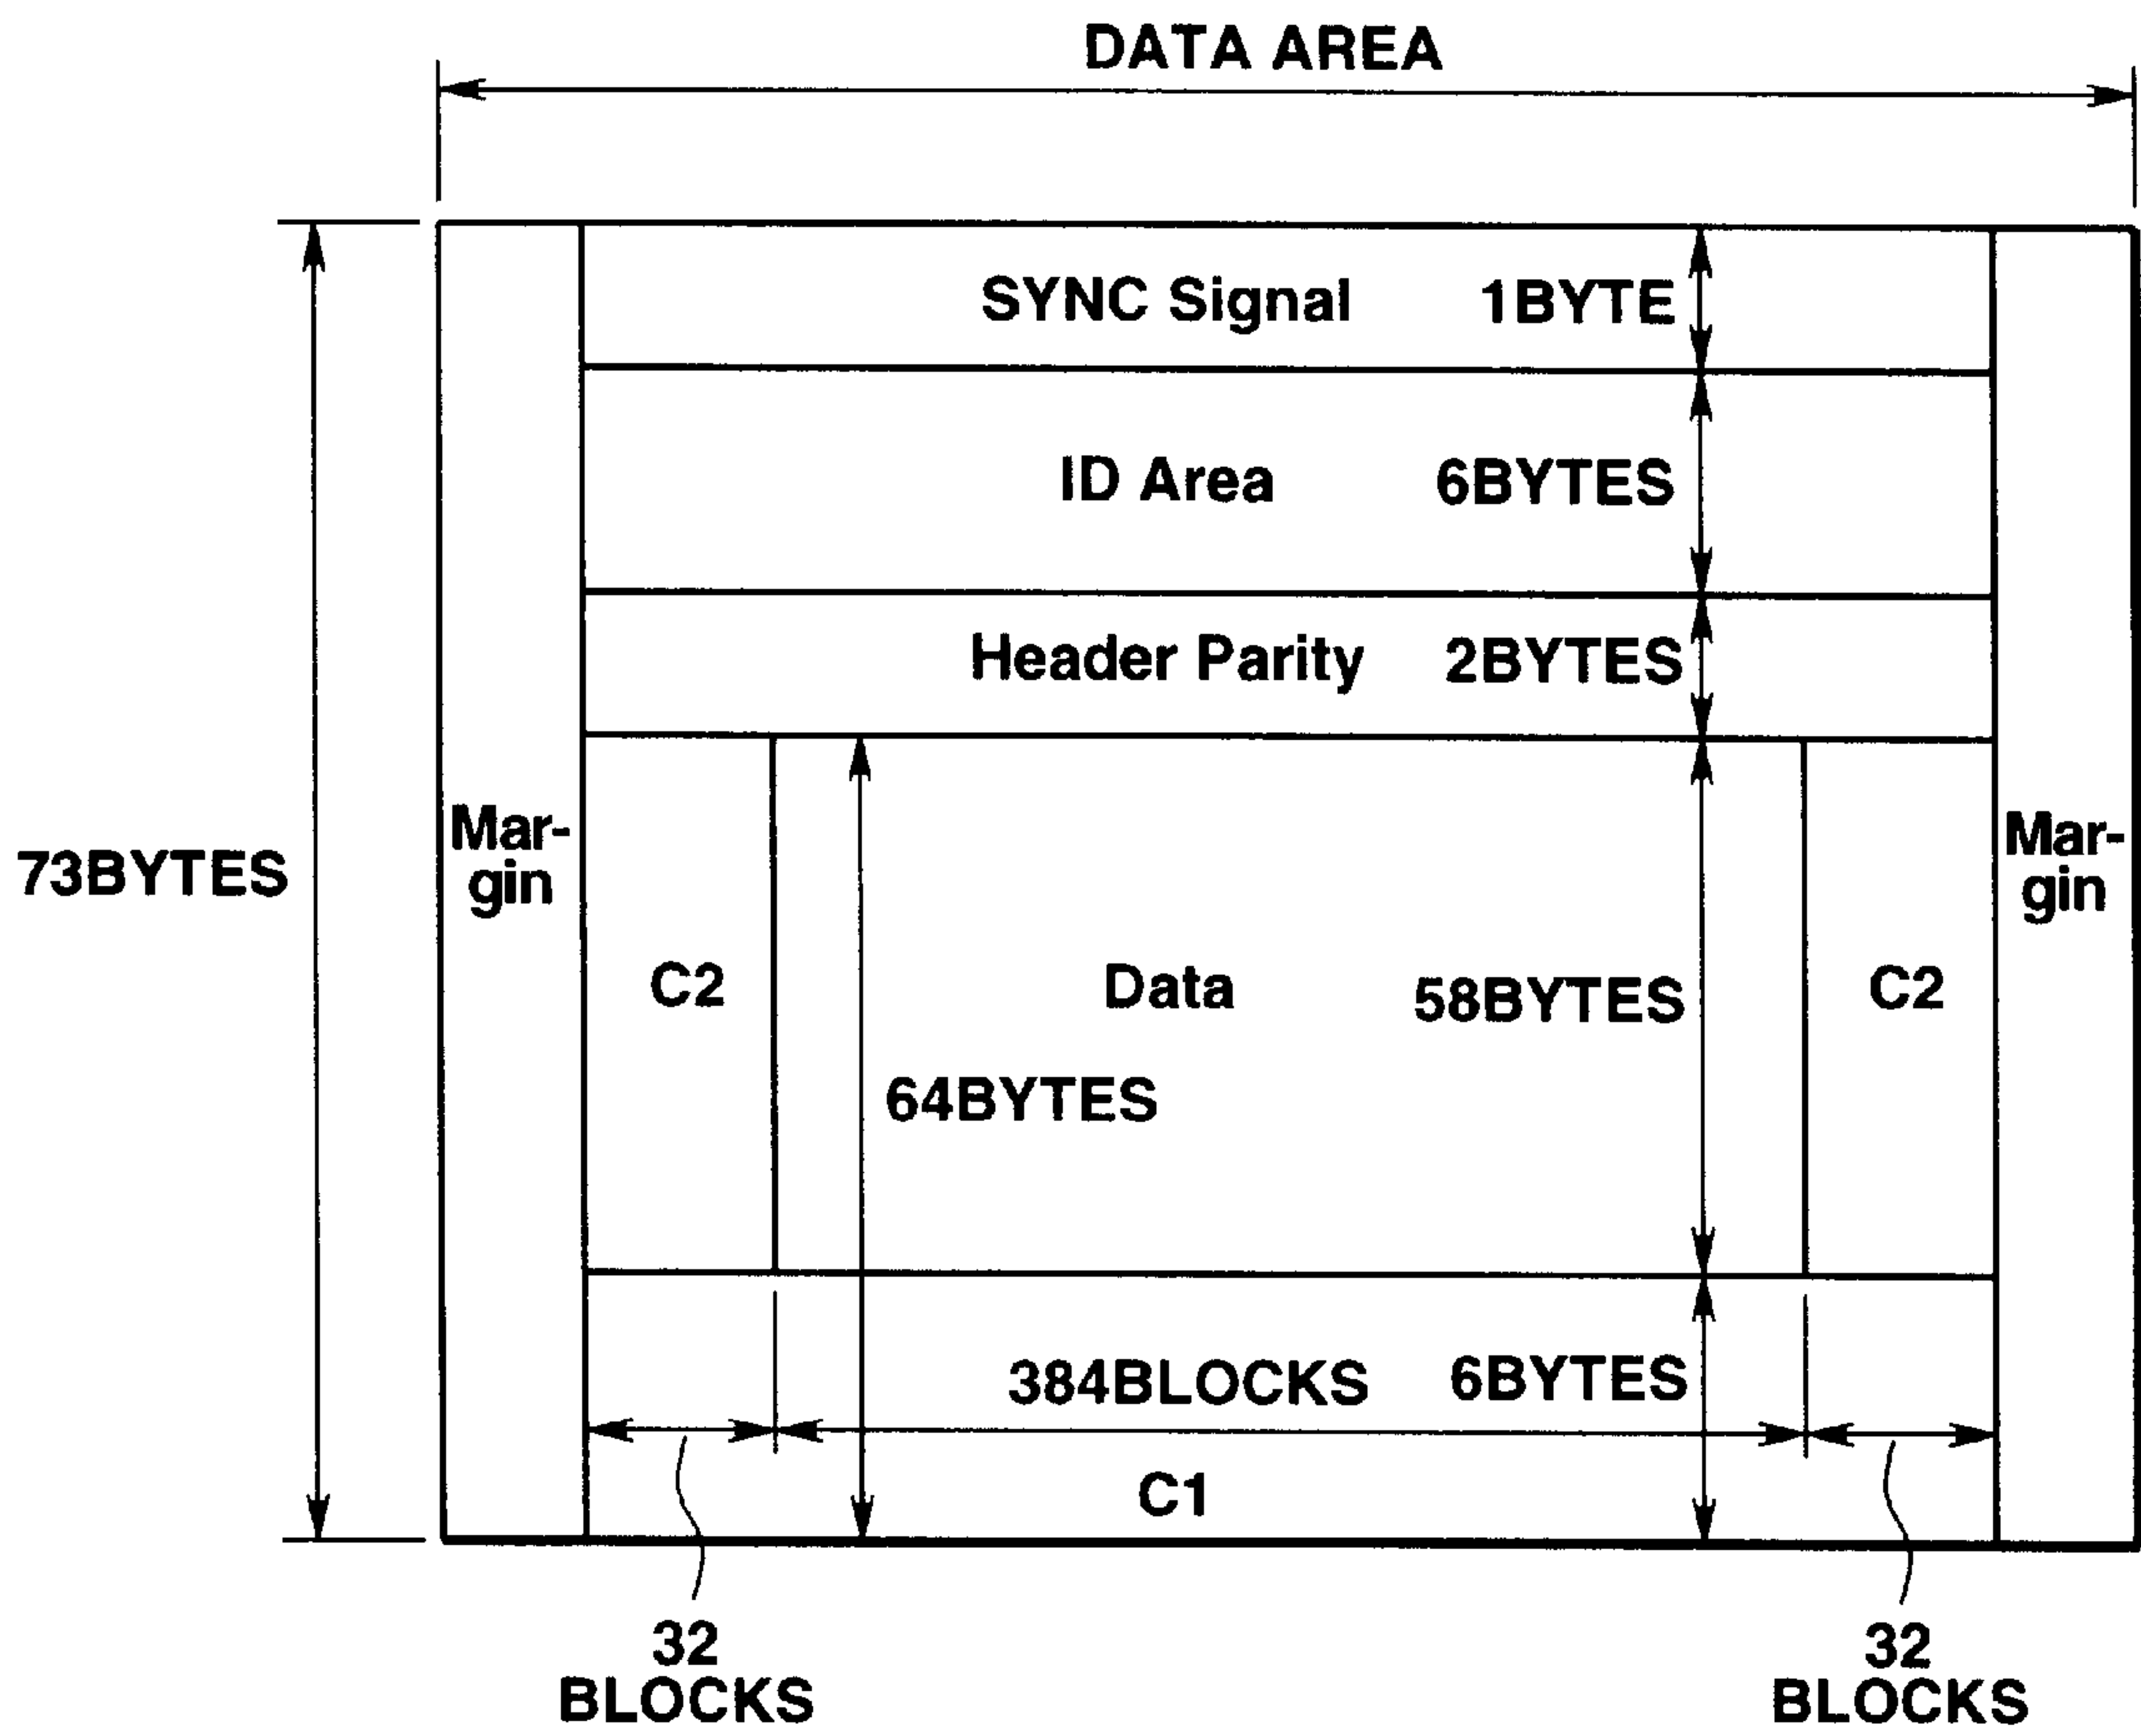 DATA AREA
SYNC Signal 1BYTE
ID Area 6BYTES
Header Parity 2BYTES
Mar-
gin
Mar-
gin
73BYTES
C2
Data
58BYTES
C2
64BYTES
384BLOCKS 6BYTES
C1
32
BLOCKS
32
BLOCKS